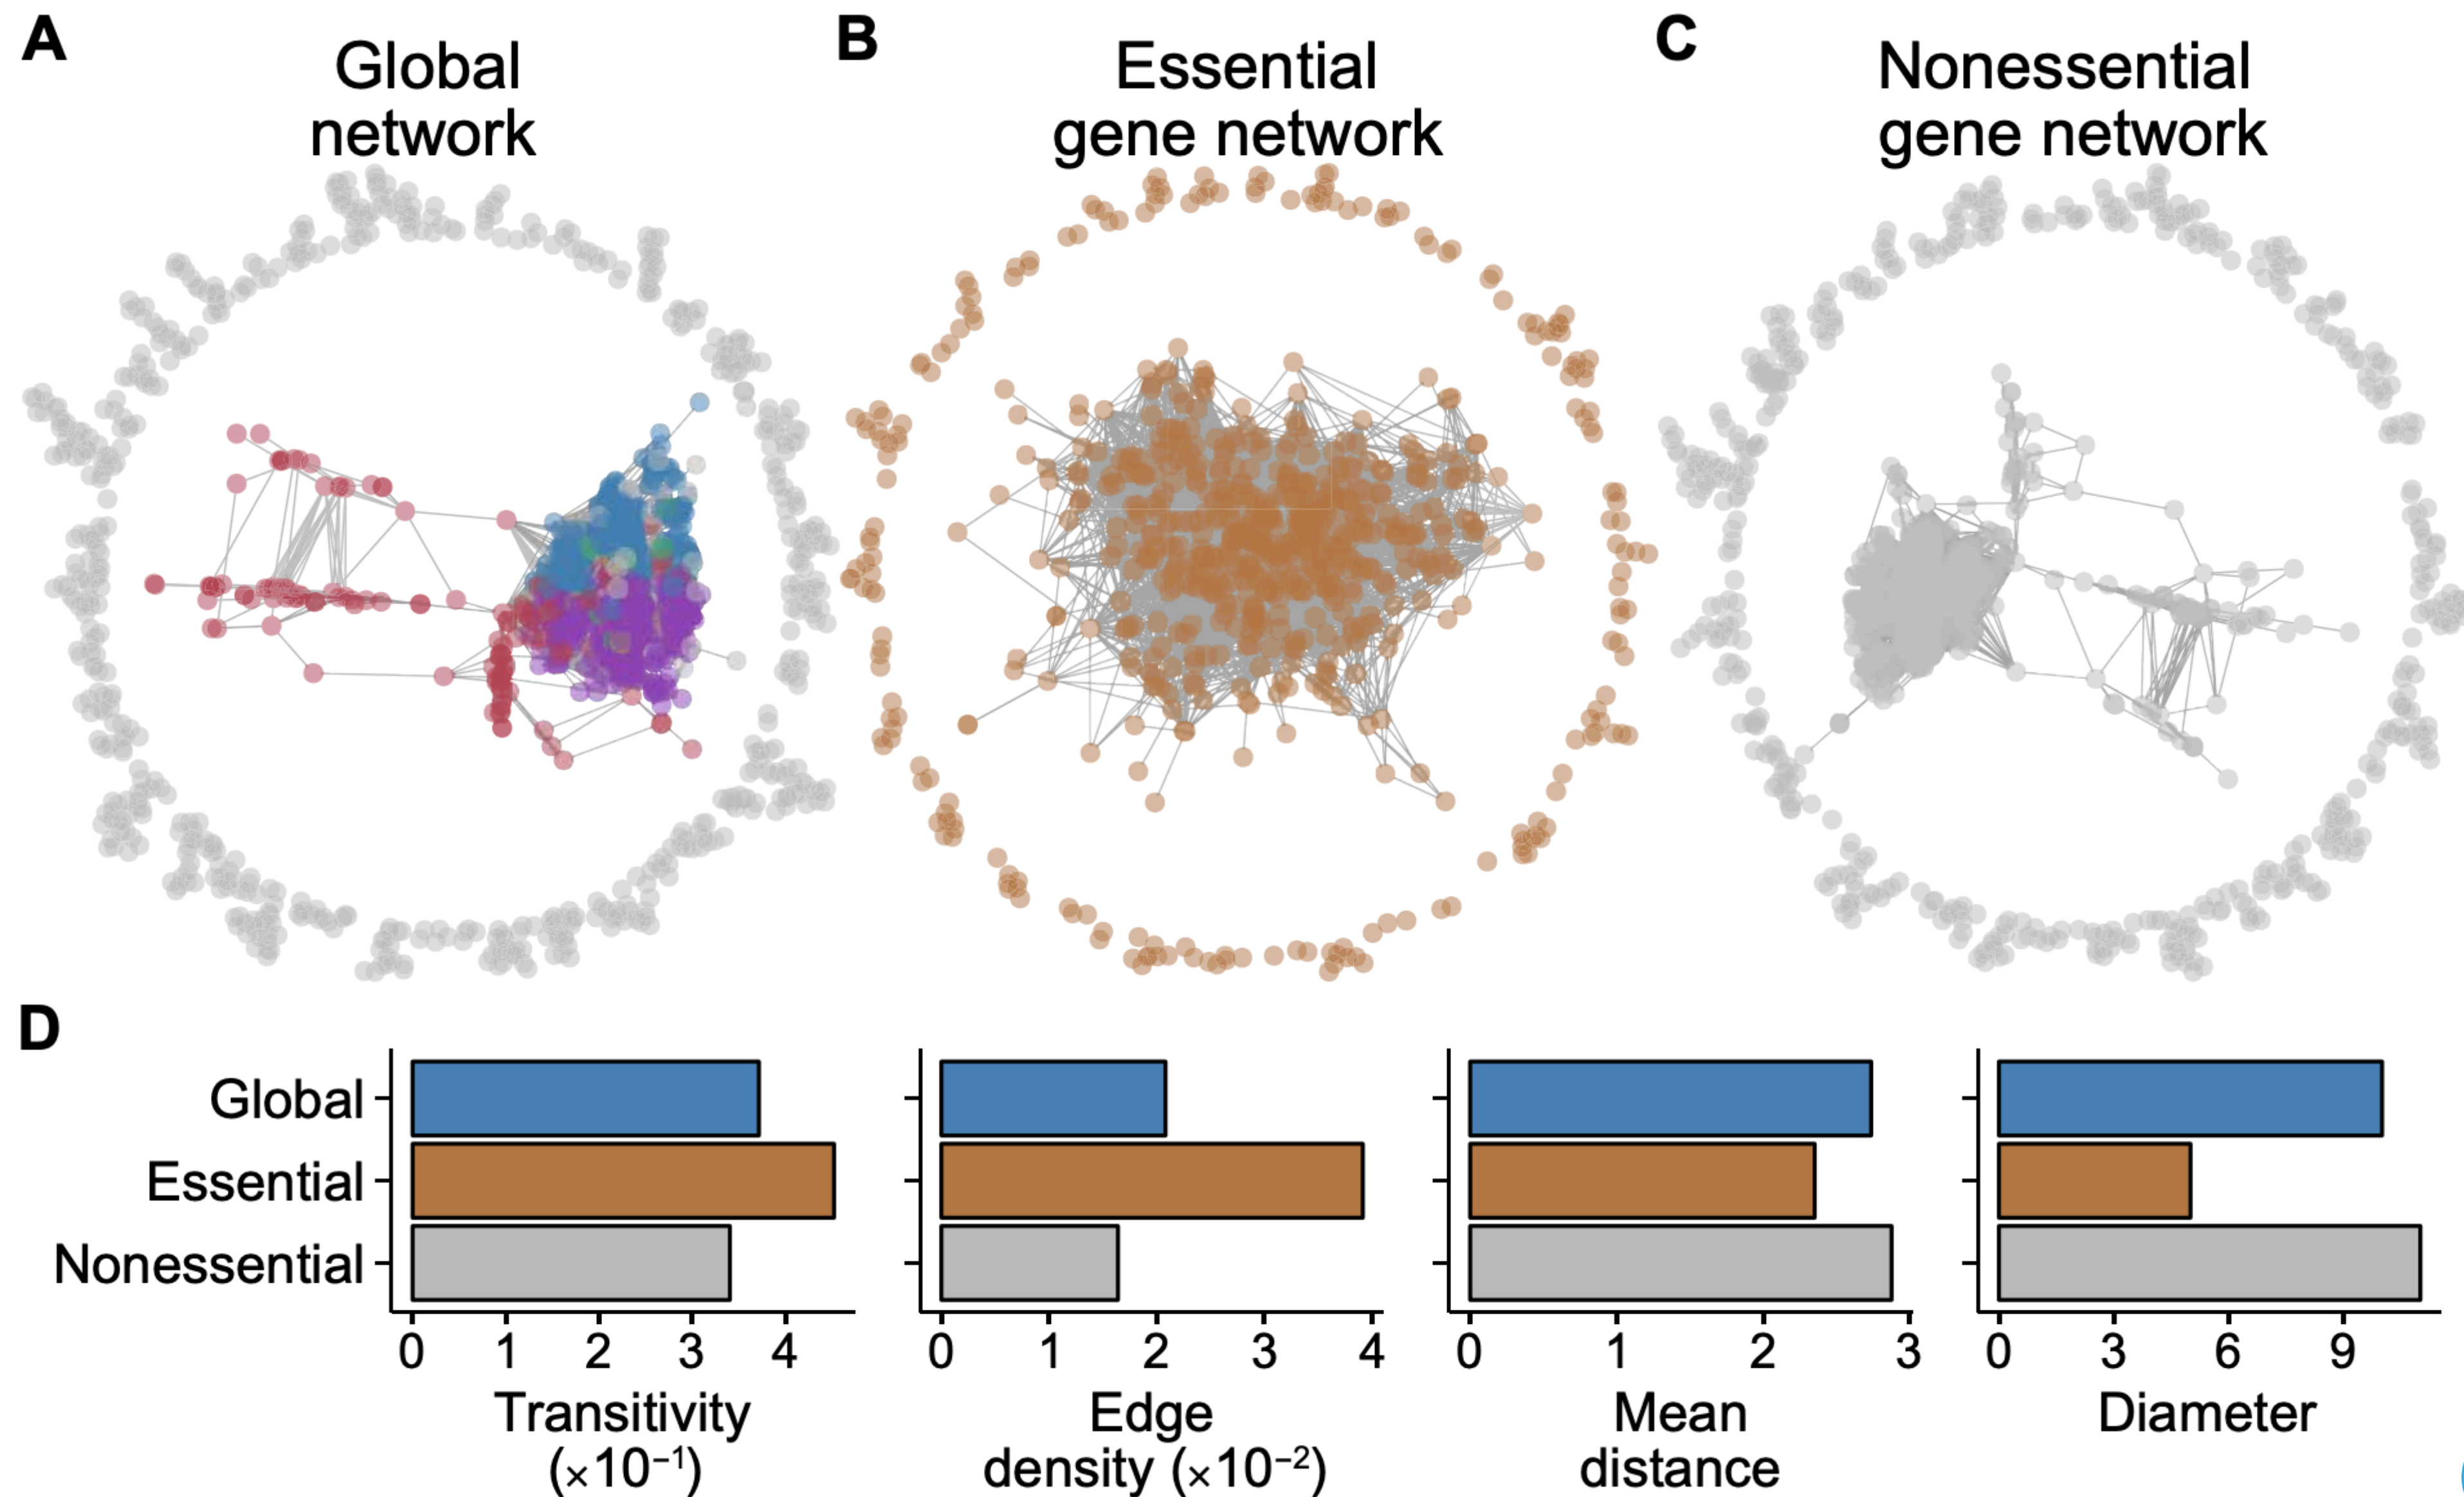 A
Global
network
B
Essential
gene network
C
Nonessential
gene network
D
Global
Essential
Nonessential
0 1 2 3 4
Transitivity
(×10⁻¹)
0 1 2 3 4
Edge
density (×10⁻²)
0 1 2 3
Mean
distance
0 3 6 9
Diameter